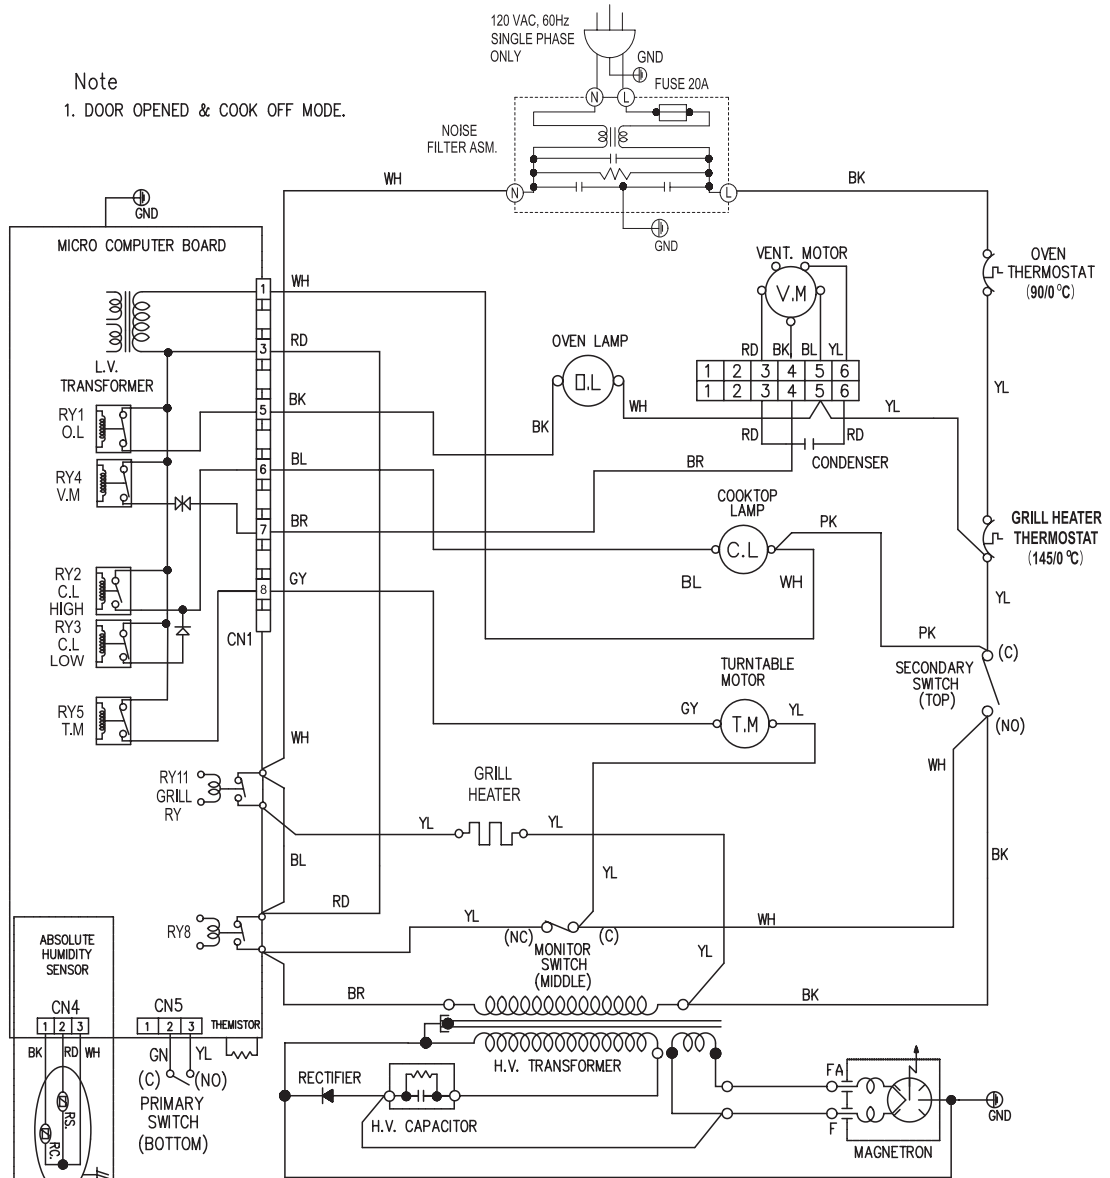 120 VAC, 60Hz
SINGLE PHASE
ONLY
GND
Note
1. DOOR OPENED & COOK OFF MODE.
N
L
FUSE 20A
NOISE
FILTER ASM.
WH
N
L
BK
GND
GND
MICRO COMPUTER BOARD
VENT. MOTOR
V.M
OVEN
THERMOSTAT
(90/0 °C)
1
WH
L.V.
TRANSFORMER
3
RD
OVEN LAMP
O.L
RD
BK
BL
YL
1 2 3 4 5 6
1 2 3 4 5 6
YL
RY1
O.L
5
BK
BK
WH
YL
RD
RD
CONDENSER
RY4
V.M
6
BL
BR
7
BR
COOKTOP
LAMP
C.L
PK
GRILL HEATER
THERMOSTAT
(145/0 °C)
BL
WH
RY2
C.L
HIGH
8
GY
YL
RY3
C.L
LOW
CN1
PK
(C)
SECONDARY
SWITCH
(TOP)
(NO)
TURNTABLE
MOTOR
RY5
T.M
GY
T.M
YL
WH
WH
RY11
GRILL
RY
GRILL
HEATER
YL
YL
BL
YL
BK
RD
RY8
YL
(NC)
(C)
WH
MONITOR
SWITCH
(MIDDLE)
YL
ABSOLUTE
HUMIDITY
SENSOR
BR
BK
CN4
1 2 3
CN5
1 2 3
THEMISTOR
BK
RD
WH
GN
YL
(C)
(NO)
PRIMARY
SWITCH
(BOTTOM)
RS.
RC.
H.V. TRANSFORMER
RECTIFIER
H.V. CAPACITOR
FA
F
GND
MAGNETRON